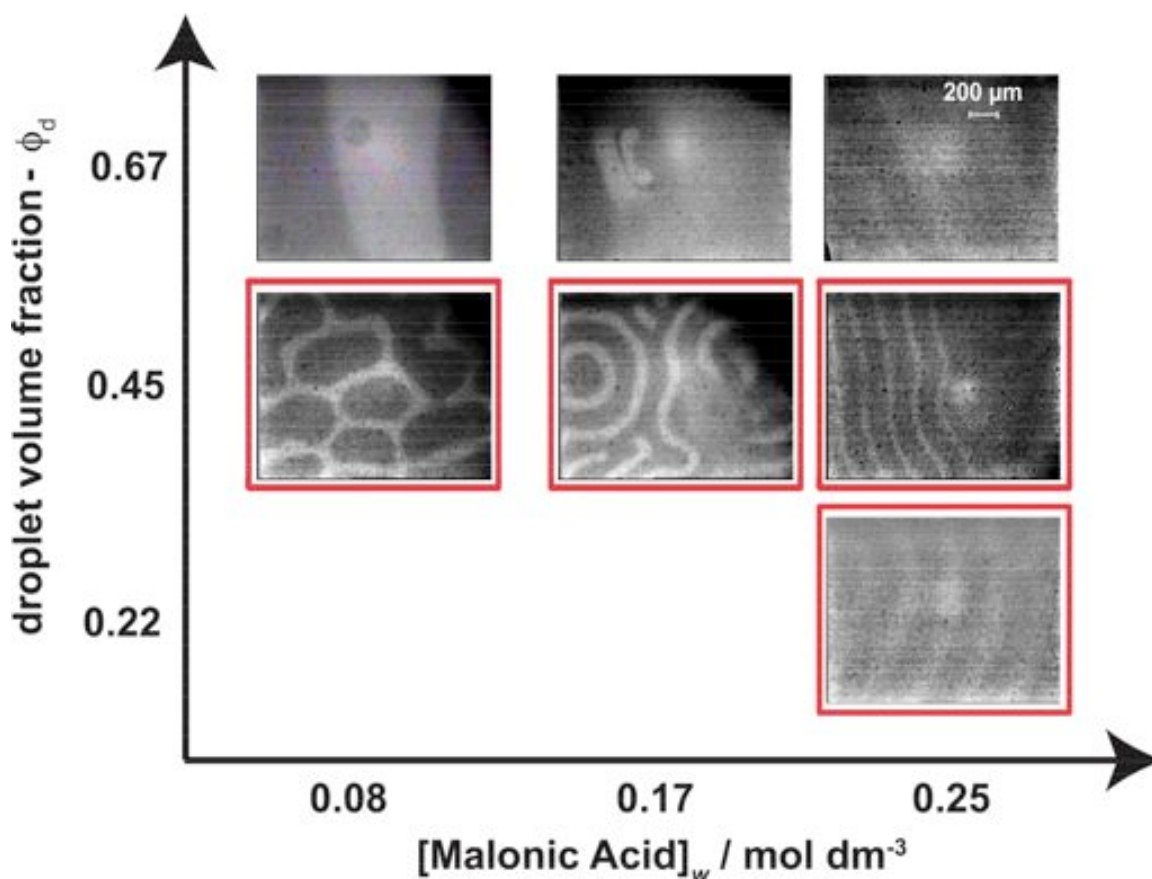 droplet volume fraction - ϕd
0.67
0.45
0.22
200 µm
0.08
0.17
0.25
[Malonic Acid]w / mol dm-3